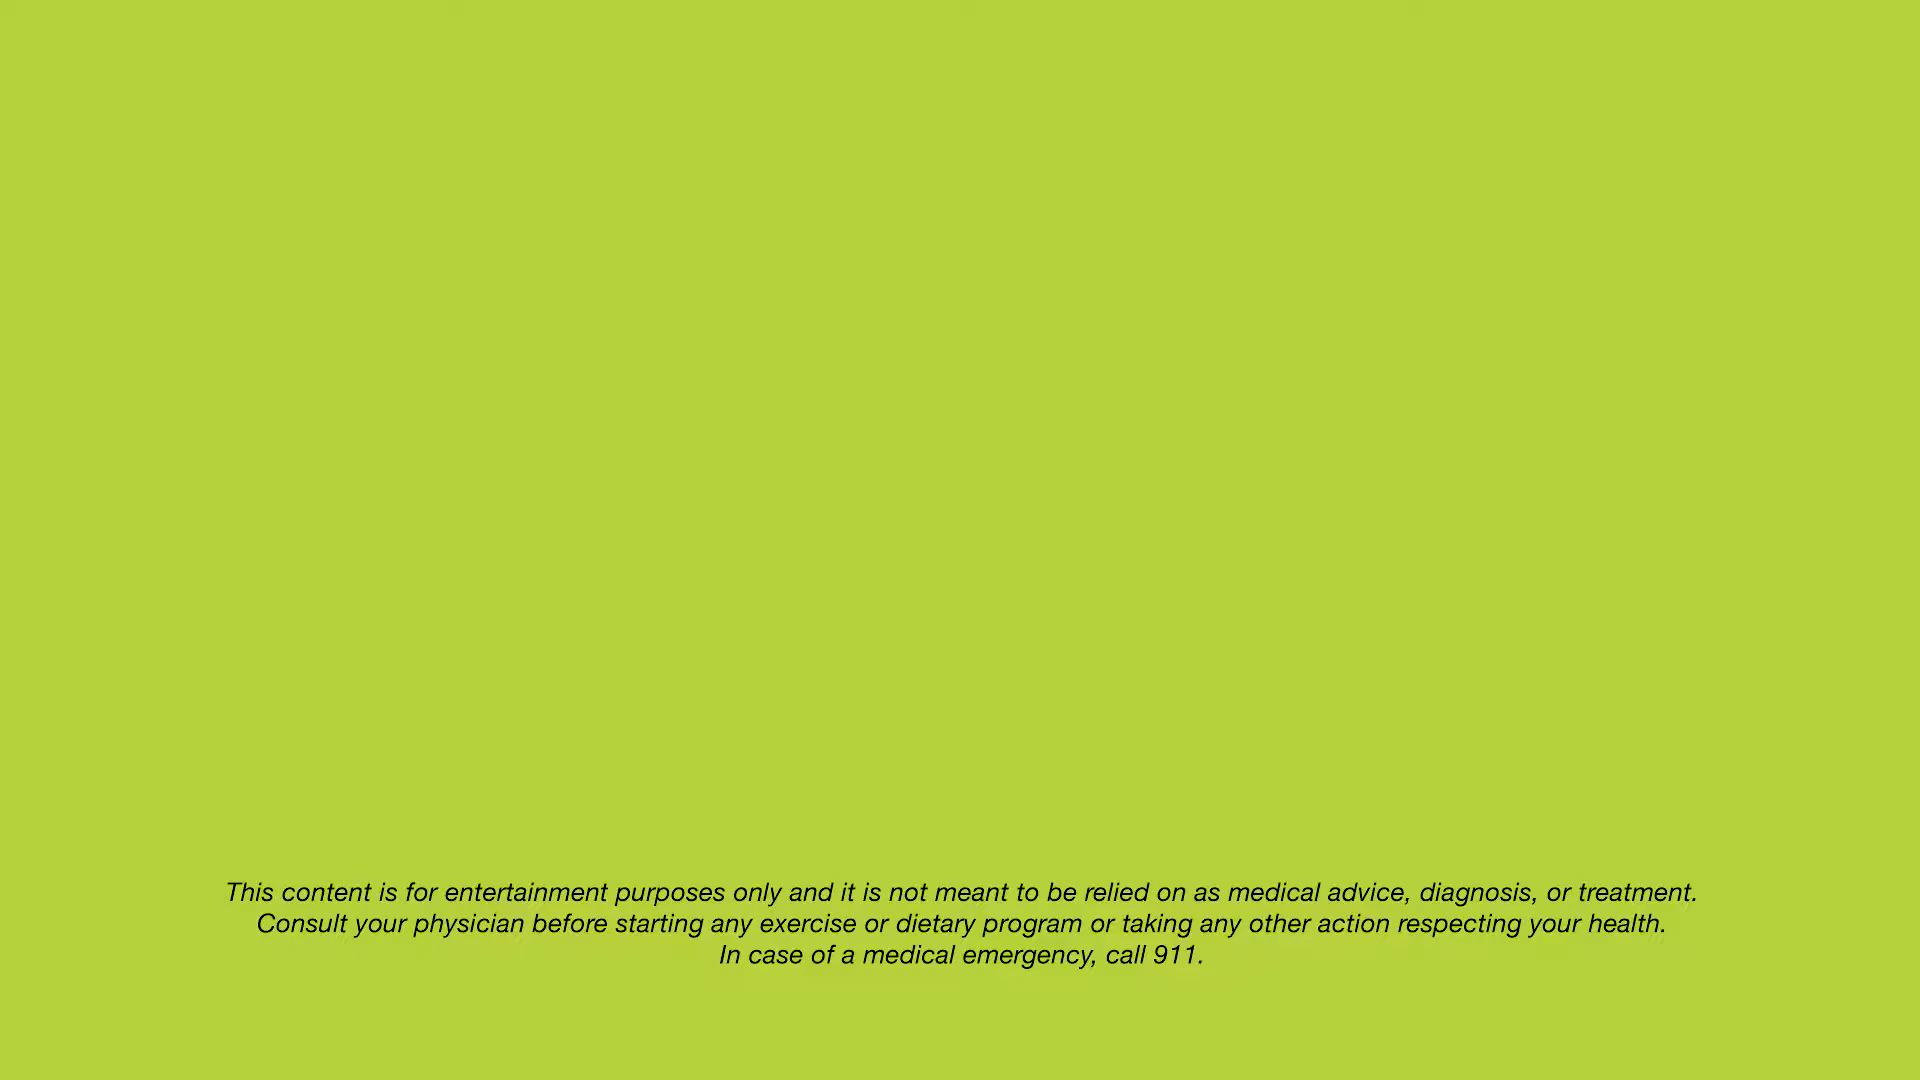 This content is for entertainment purposes only and it is not meant to be relied on as medical advice, diagnosis, or treatment.
Consult your physician before starting any exercise or dietary program or taking any other action respecting your health.
In case of a medical emergency, call 911.